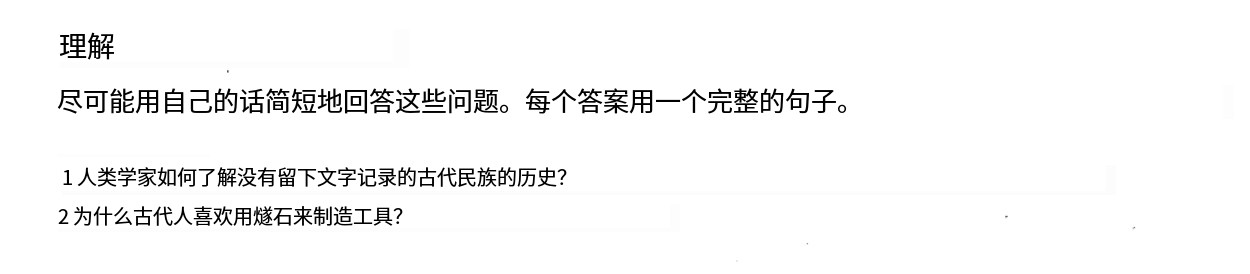 理解
尽可能用自己的话简短地回答这些问题。每个答案用一个完整的句子。
1 人类学家如何了解没有留下文字记录的古代民族的历史？
2 为什么古代人喜欢用燧石来制造工具？